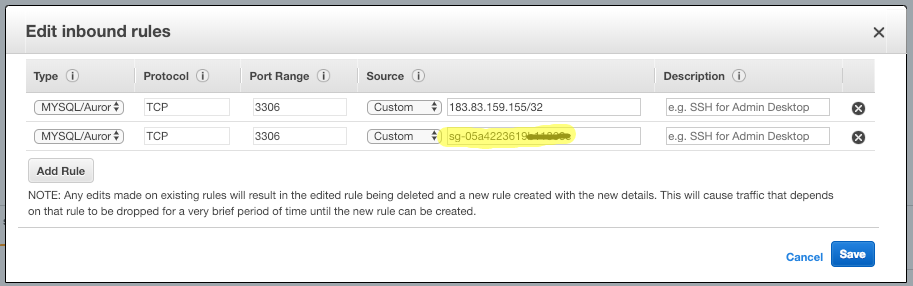 Edit inbound rules
Type i Protocol i Port Range i Source i Description i
MYSQL/Auror TCP 3306 Custom 183.83.159.155/32 e.g. SSH for Admin Desktop
MYSQL/Auror TCP 3306 Custom e.g. SSH for Admin Desktop
Add Rule
NOTE: Any edits made on existing rules will result in the edited rule being deleted and a new rule created with the new details. This will cause traffic that depends
on that rule to be dropped for a very brief period of time until the new rule can be created.
Cancel Save